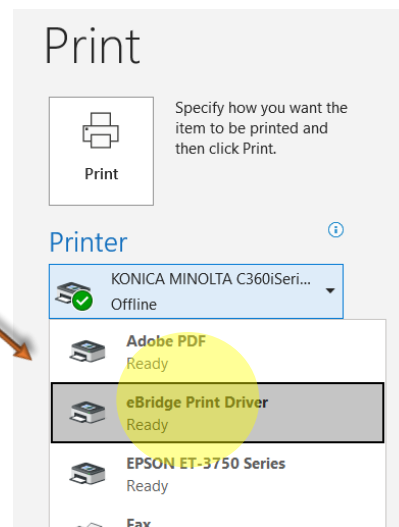 Print
Specify how you want the
item to be printed and
then click Print.
Print
Printer
KONICA MINOLTA C360iSeri...
Offline
Adobe PDF
Ready
eBridge Print Driver
Ready
EPSON ET-3750 Series
Ready
Fax